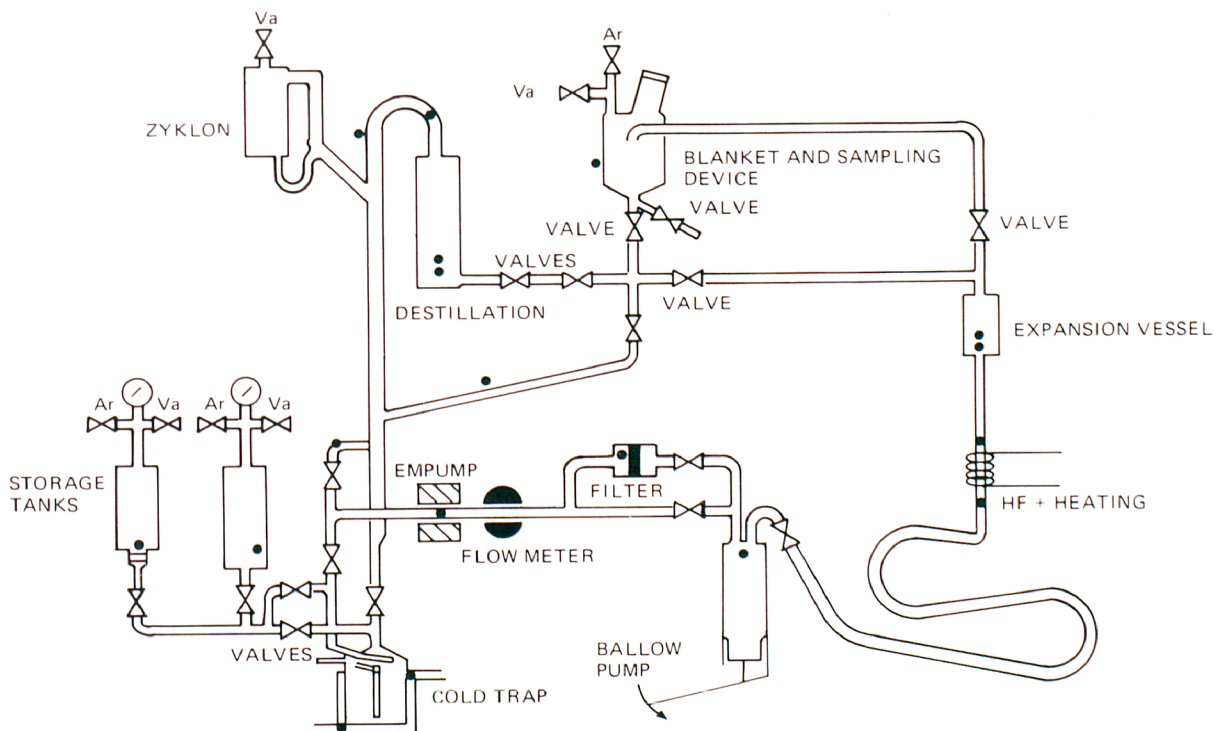 Va
Ar
Va
ZYKLON
BLANKET AND SAMPLING
DEVICE
VALVE
VALVE
VALVE
VALVES
VALVE
DESTILLATION
EXPANSION VESSEL
Ar
Va
Ar
Va
STORAGE
TANKS
EMPUMP
FILTER
HF + HEATING
FLOW METER
VALVES
BALLOW
PUMP
COLD TRAP